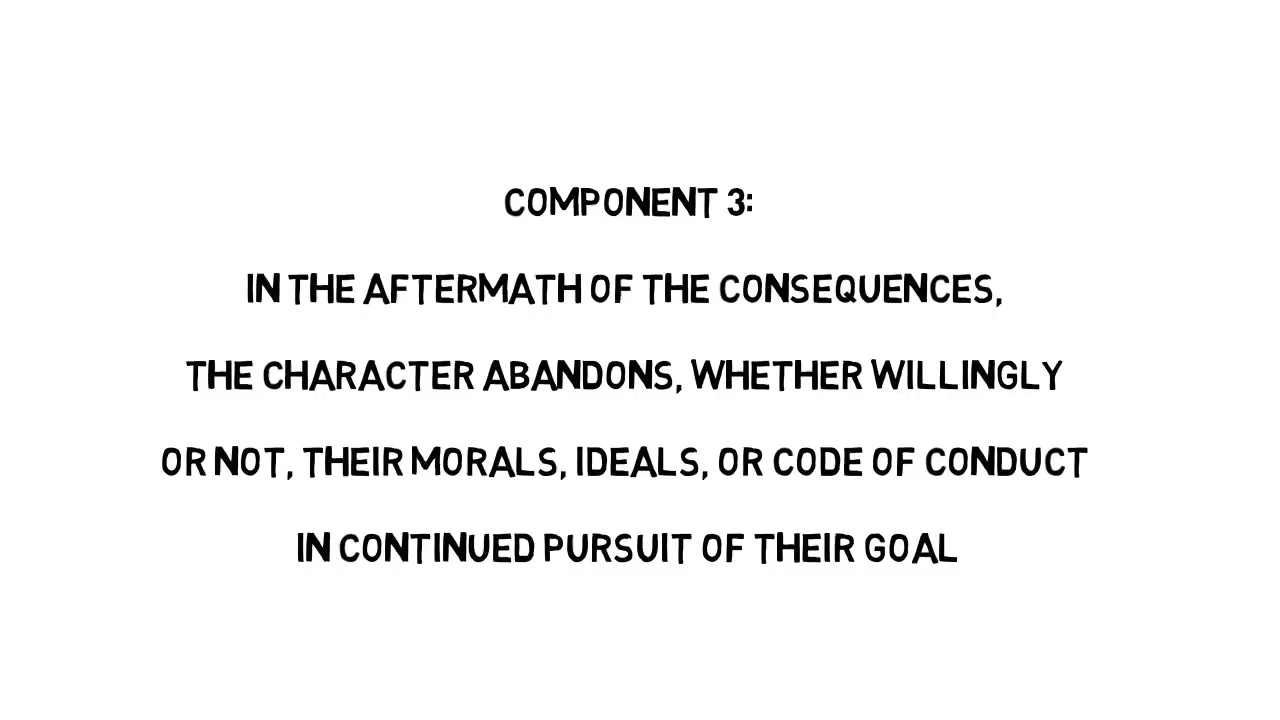 COMPONENT 3:
IN THE AFTERMATH OF THE CONSEQUENCES,
THE CHARACTER ABANDONS, WHETHER WILLINGLY
OR NOT, THEIR MORALS, IDEALS, OR CODE OF CONDUCT
IN CONTINUED PURSUIT OF THEIR GOAL